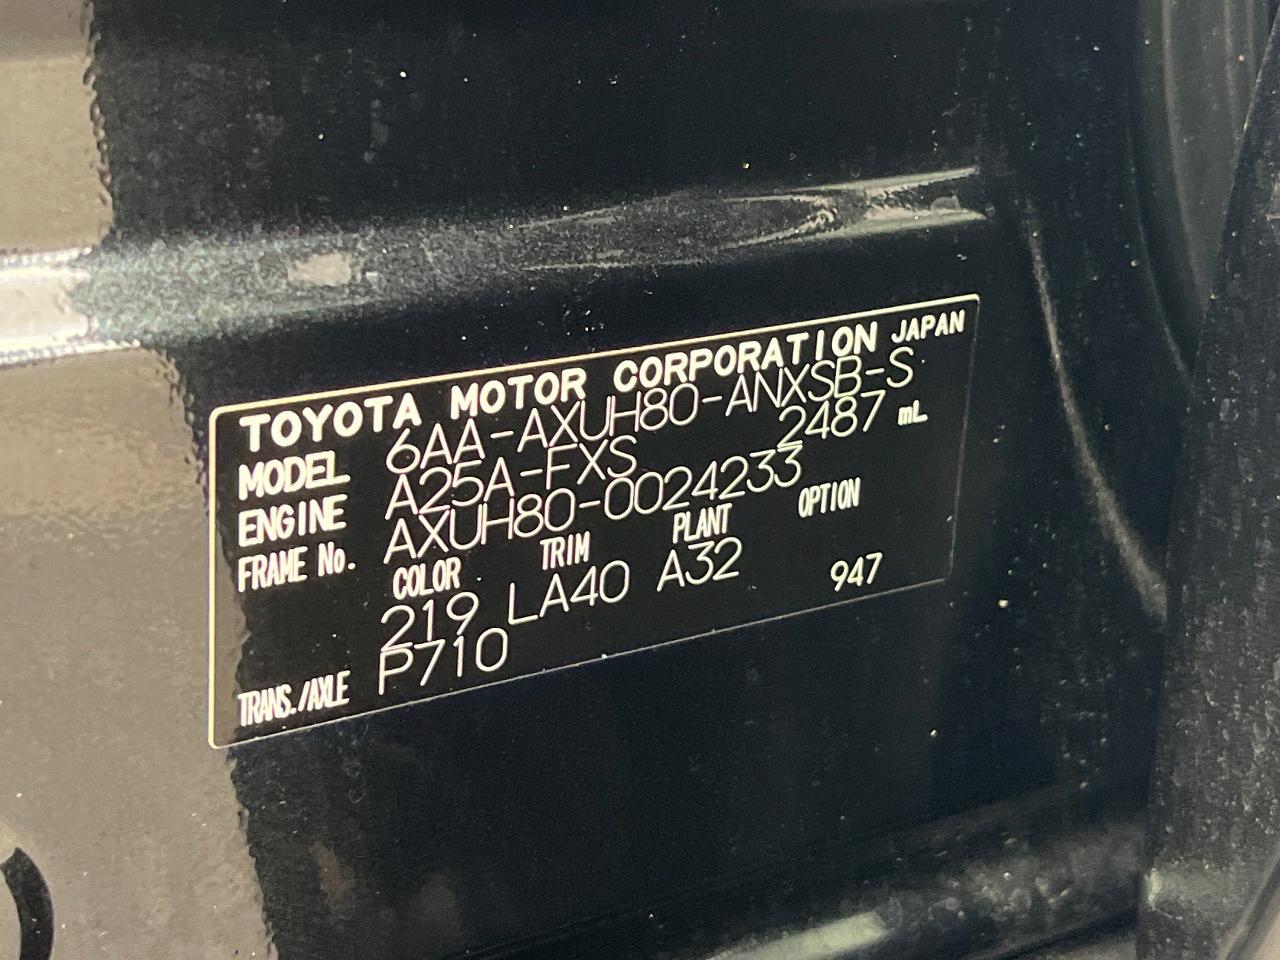 TOYOTA MOTOR CORPORATION JAPAN
MODEL 6AA-AXUH80-ANXSB-S
ENGINE A25A-FXS 2487 mL
FRAME No. AXUH80-0024233
COLOR TRIM PLANT OPTION
219 LA40 A32 947
TRANS./AXLE P710